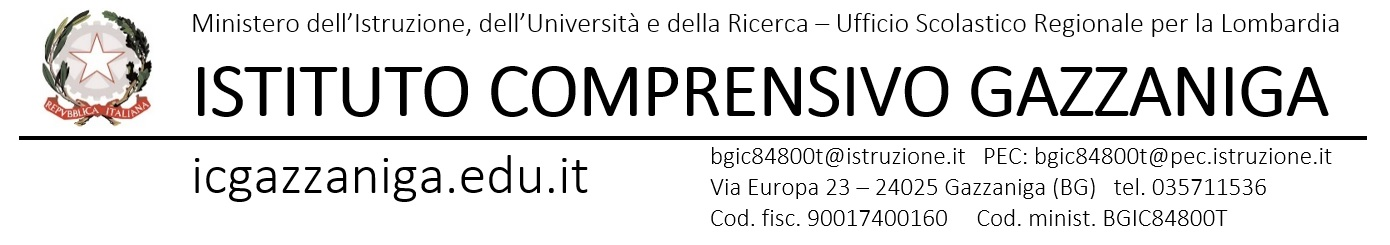 Ministero dell’Istruzione, dell’Università e della Ricerca – Ufficio Scolastico Regionale per la Lombardia
ISTITUTO COMPRENSIVO GAZZANIGA
REPVBBLICA ITALIANA
icgazzaniga.edu.it
bgic84800t@istruzione.it PEC: bgic84800t@pec.istruzione.it
Via Europa 23 – 24025 Gazzaniga (BG) tel. 035711536
Cod. fisc. 90017400160 Cod. minist. BGIC84800T